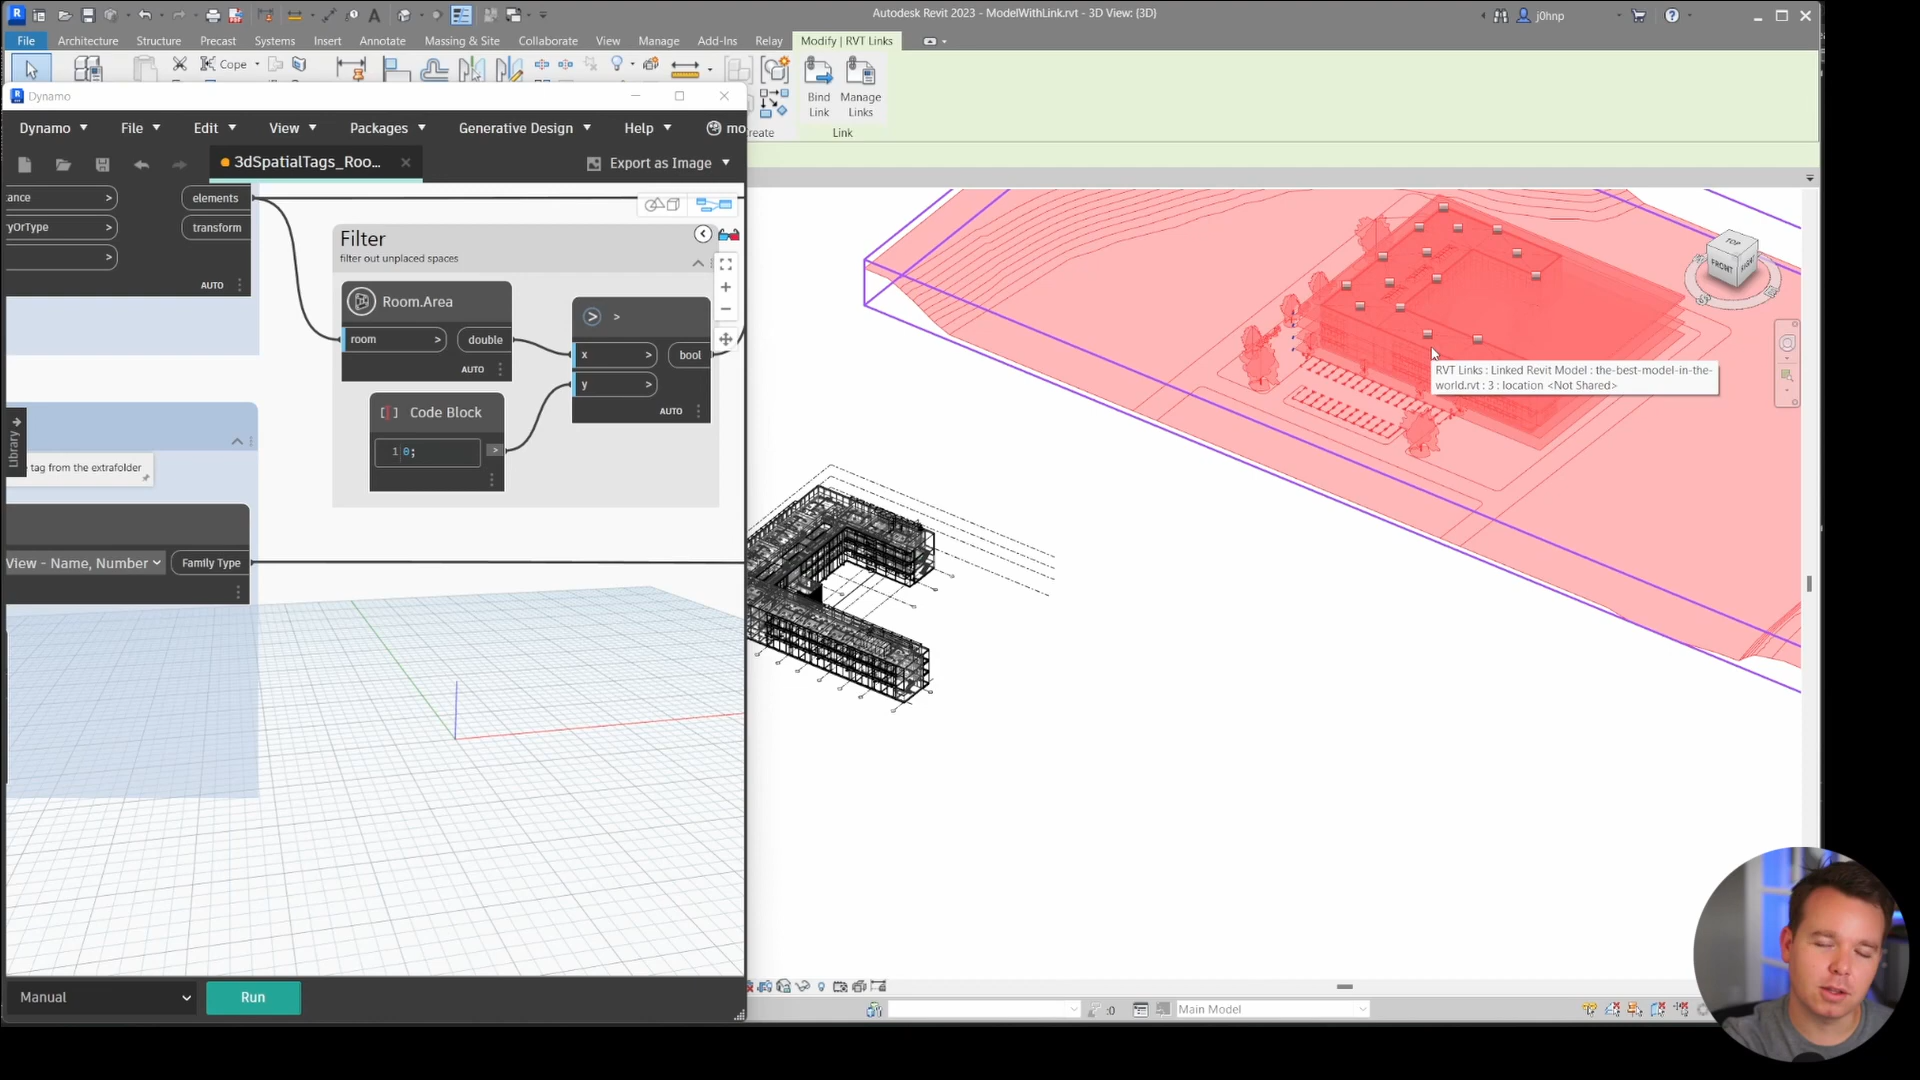 Autodesk Revit 2023 - ModelWithLink.rvt - 3D View: {3D}
j0hnp
File Architecture Structure Precast Systems Insert Annotate Massing & Site Collaborate View Manage Add-Ins Relay Modify | RVT Links
Cope
Bind Link
Manage Links
Link
Dynamo
Dynamo File Edit View Packages Generative Design Help
3dSpatialTags_Roo...
Export as Image
elements
transform
AUTO
Filter
filter out unplaced spaces
Room.Area
room >
double
AUTO
> >
x >
y >
bool
AUTO
Code Block
1 0;
>
Library
tag from the extrafolder
View - Name, Number
Family Type
Manual
Run
TOP
FRONT
RIGHT
RVT Links : Linked Revit Model : the-best-model-in-the-
world.rvt : 3 : location <Not Shared>
:0
Main Model